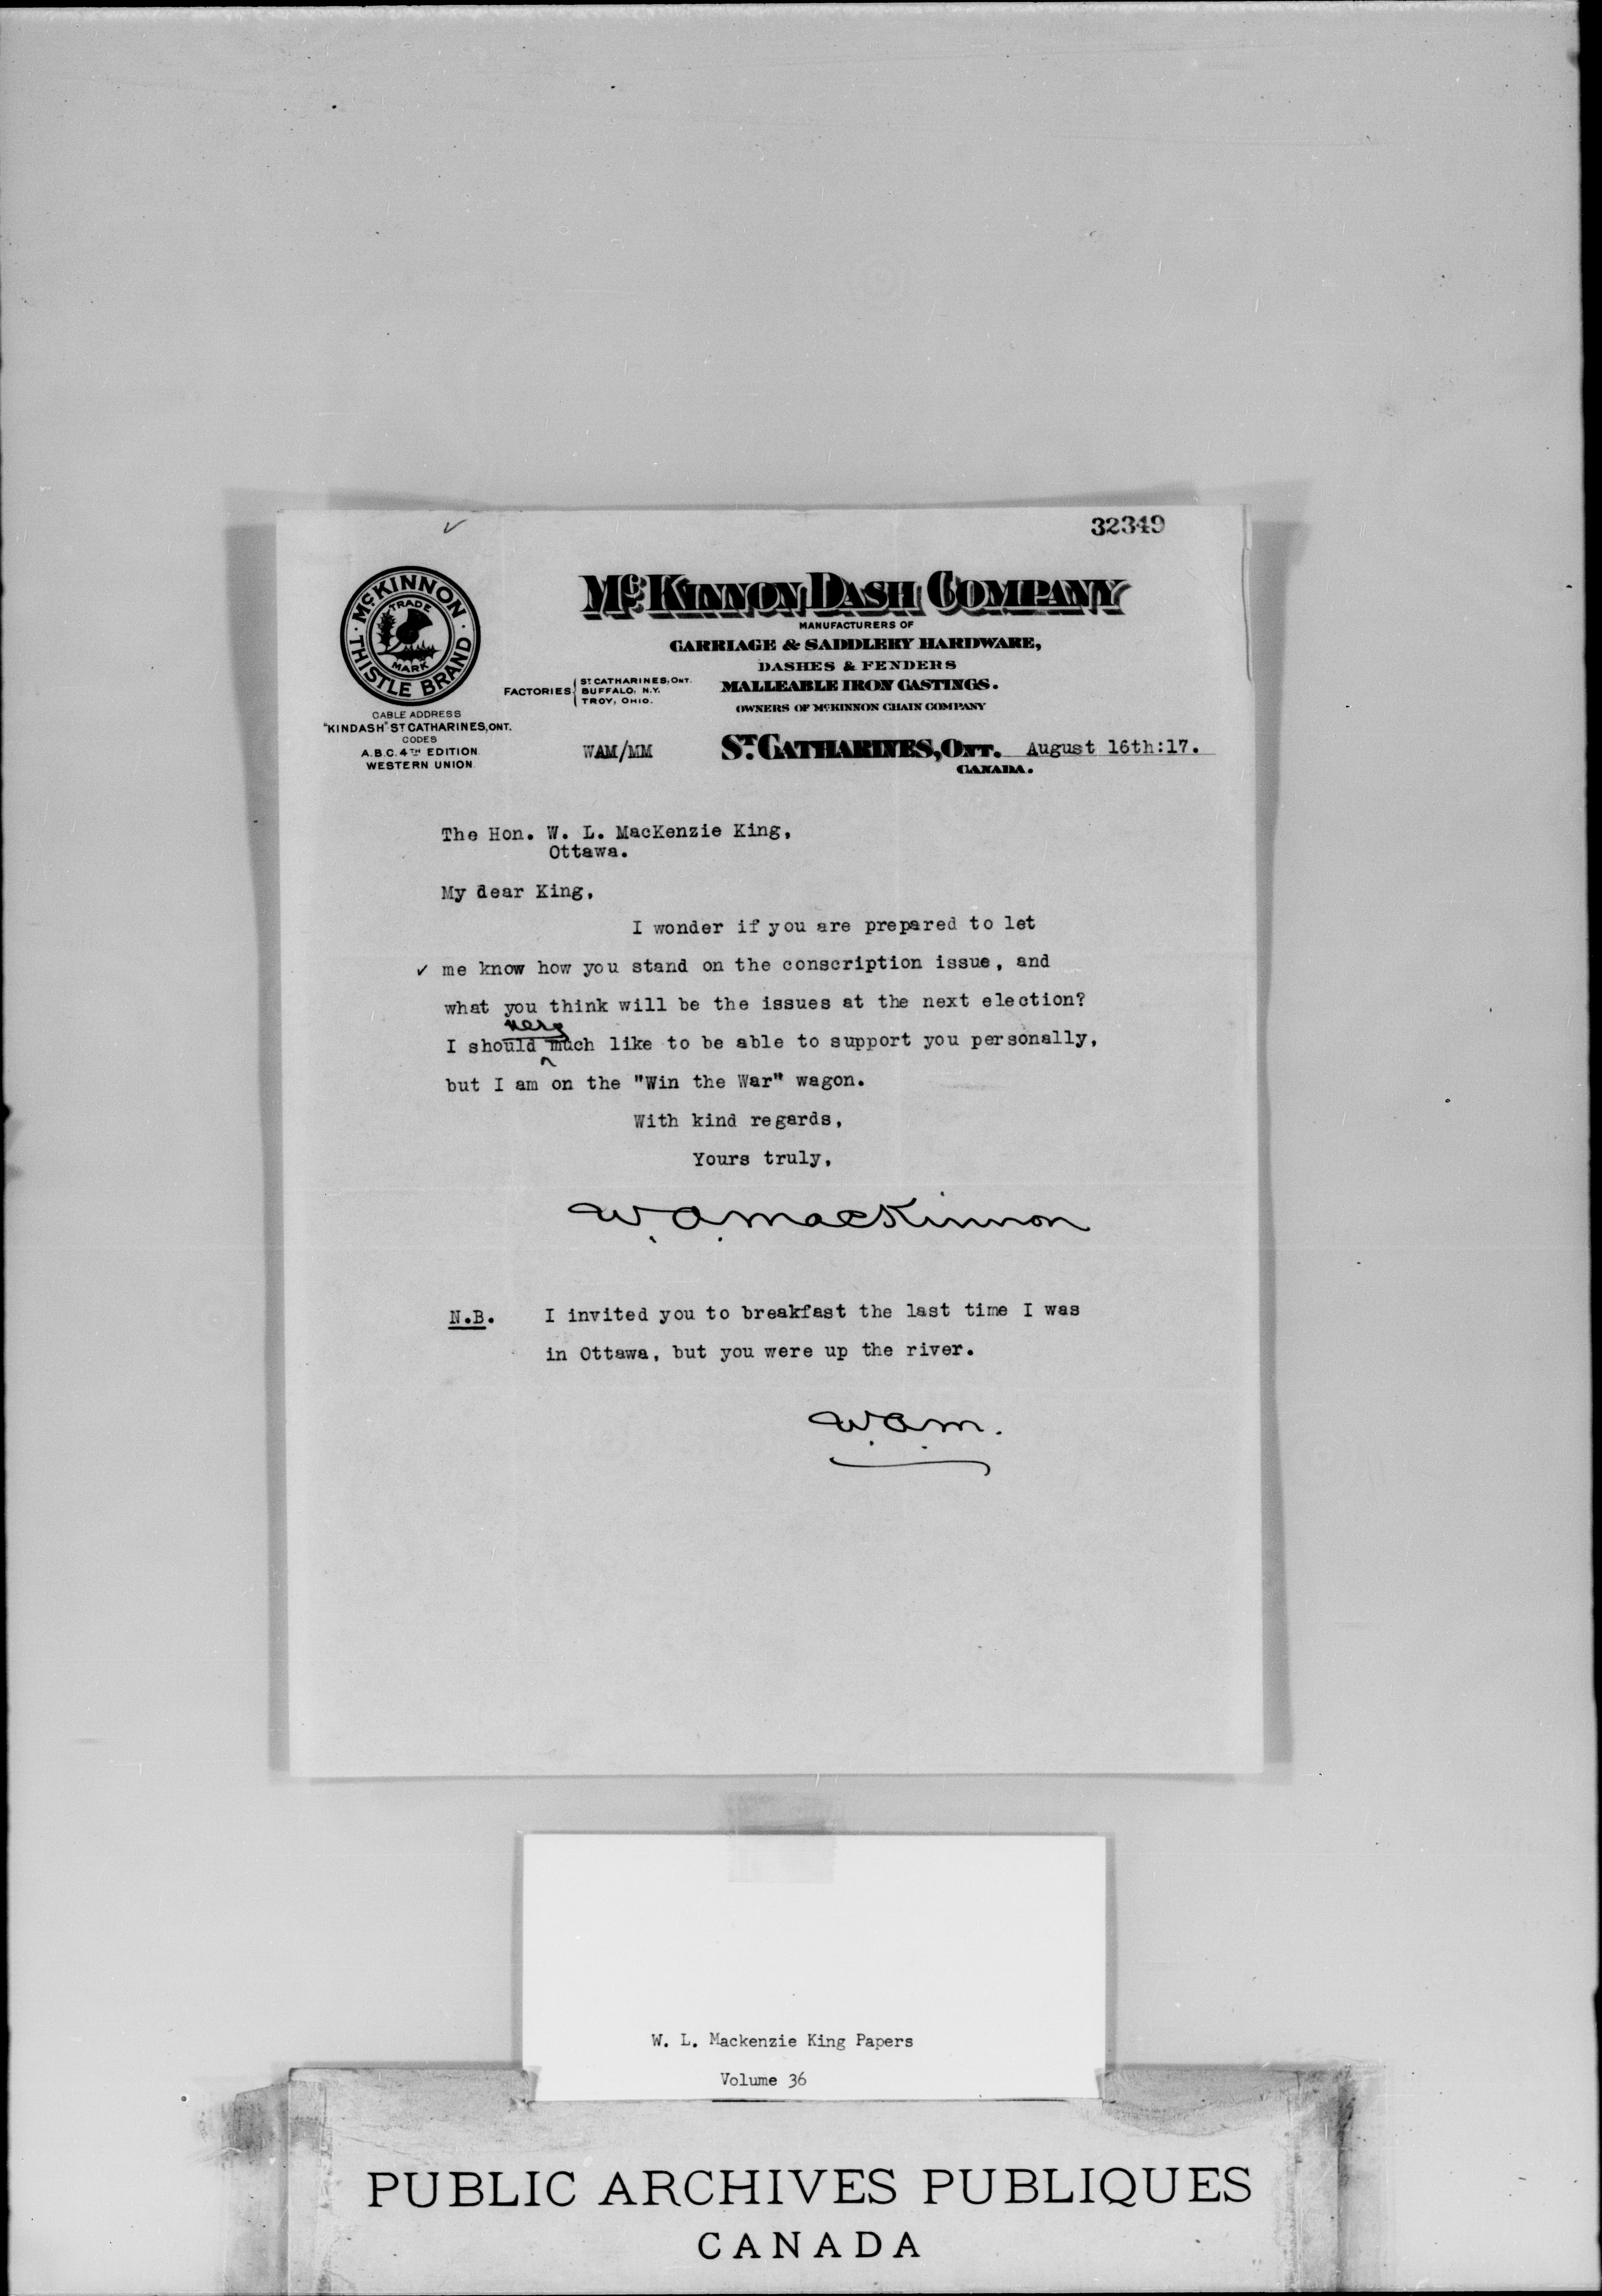 32349
McKINNON
TRADE
MARK
THISTLE BRAND
McKINNON DASH COMPANY
MANUFACTURERS OF
CARRIAGE & SADDLERY HARDWARE,
DASHES & FENDERS
MALLEABLE IRON CASTINGS.
OWNERS OF McKINNON CHAIN COMPANY
FACTORIES
ST. CATHARINES, ONT.
BUFFALO, N.Y.
TROY, OHIO.
CABLE ADDRESS
"KINDASH" ST CATHARINES, ONT.
CODES
A.B.C. 4TH EDITION
WESTERN UNION
WAM/MM
ST. CATHARINES, ONT. August 16th:17.
CANADA.
The Hon. W. L. MacKenzie King,
Ottawa.
My dear King,
I wonder if you are prepared to let
✓ me know how you stand on the conscription issue, and
what you think will be the issues at the next election?
very
I should much like to be able to support you personally,
but I am on the "Win the War" wagon.
With kind regards,
Yours truly,
W. A. MacKinnon
N.B. I invited you to breakfast the last time I was
in Ottawa, but you were up the river.
W.A.M.
W. L. Mackenzie King Papers
Volume 36
PUBLIC ARCHIVES PUBLIQUES
CANADA